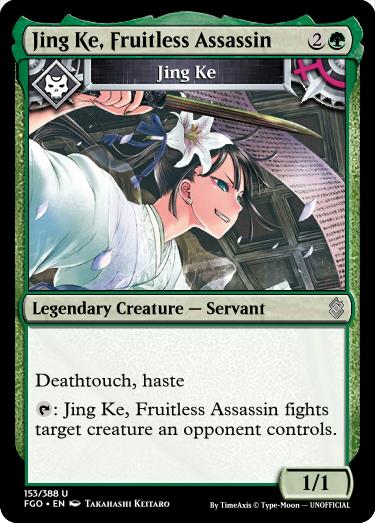 Jing Ke, Fruitless Assassin 2
Jing Ke
Legendary Creature — Servant
Deathtouch, haste
: Jing Ke, Fruitless Assassin fights
target creature an opponent controls.
1/1
153/388 U
FGO • EN Takahashi Keitaro
By TimeAxis © Type-Moon — UNOFFICIAL